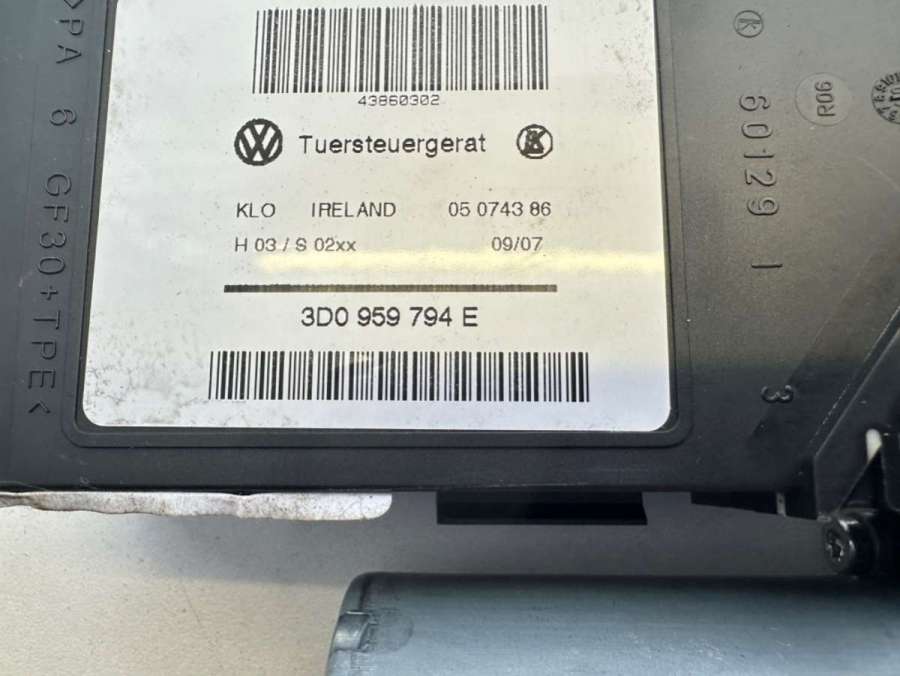 43860302
Tuersteuergerat
KLO IRELAND 05 0743 86
H 03 / S 02xx 09/07
3D0 959 794 E
>PA 6 GF30+TPE<
60129 1
R06
3